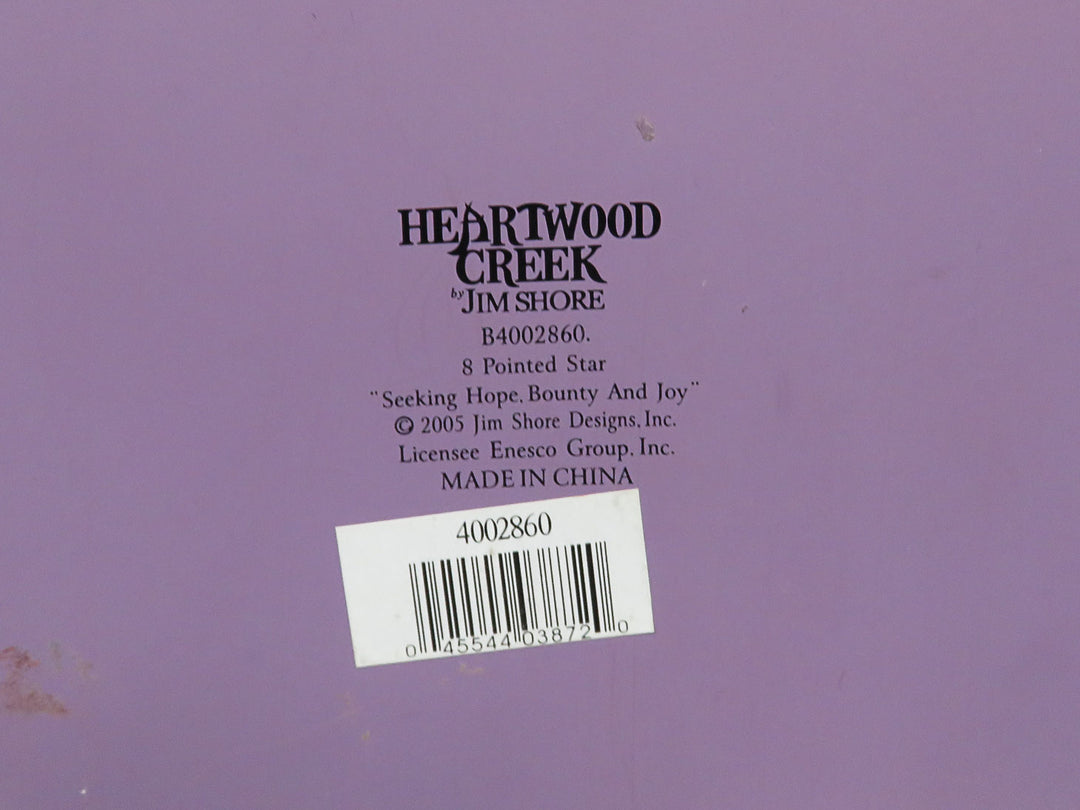 HEARTWOOD
CREEK
by JIM SHORE
B4002860.
8 Pointed Star
"Seeking Hope, Bounty And Joy"
© 2005 Jim Shore Designs, Inc.
Licensee Enesco Group, Inc.
MADE IN CHINA
4002860
0 45544 03872 0